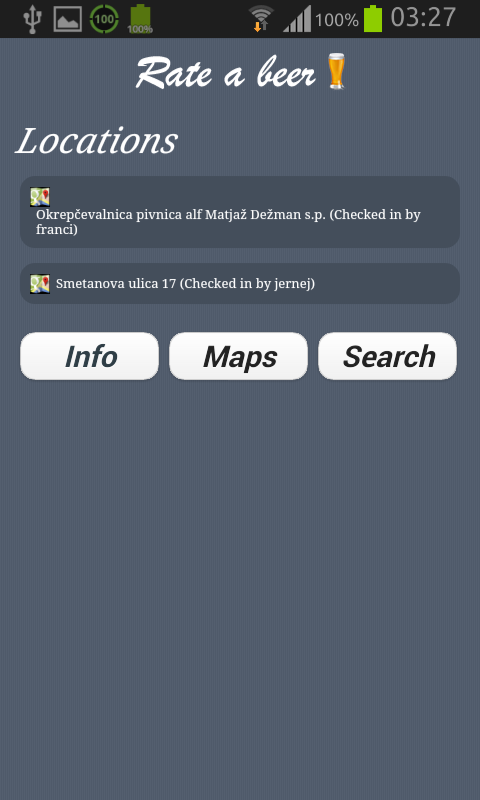 100 100% 100% 03:27
Rate a beer
Locations
Okrepčevalnica pivnica alf Matjaž Dežman s.p. (Checked in by
franci)
Smetanova ulica 17 (Checked in by jernej)
Info Maps Search